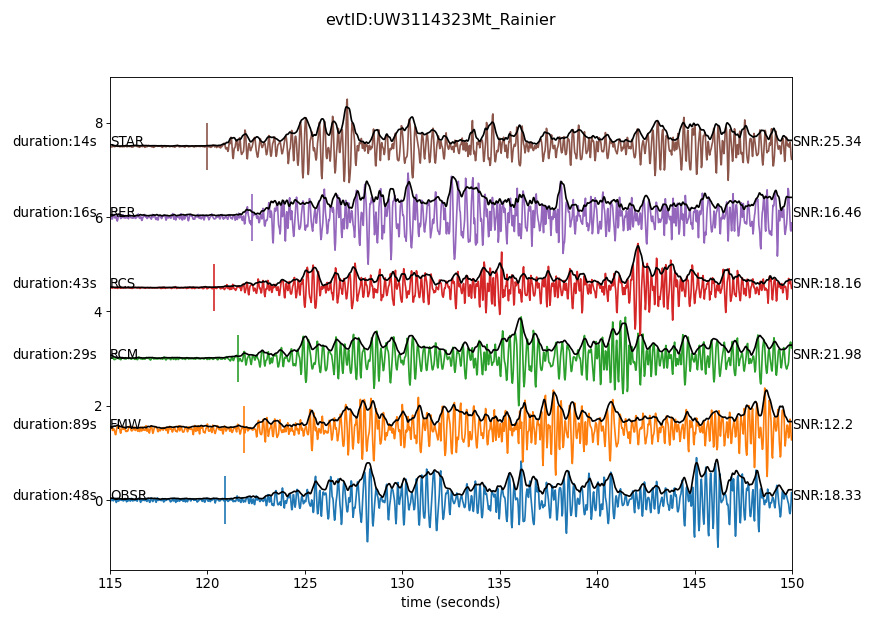 evtID:UW3114323Mt_Rainier
8
duration:14s STAR SNR:25.34
duration:16s RER SNR:16.46
6
duration:43s RCS SNR:18.16
4
duration:29s RCM SNR:21.98
2
duration:89s FMW SNR:12.2
duration:48s OBSR SNR:18.33
0
115 120 125 130 135 140 145 150
time (seconds)